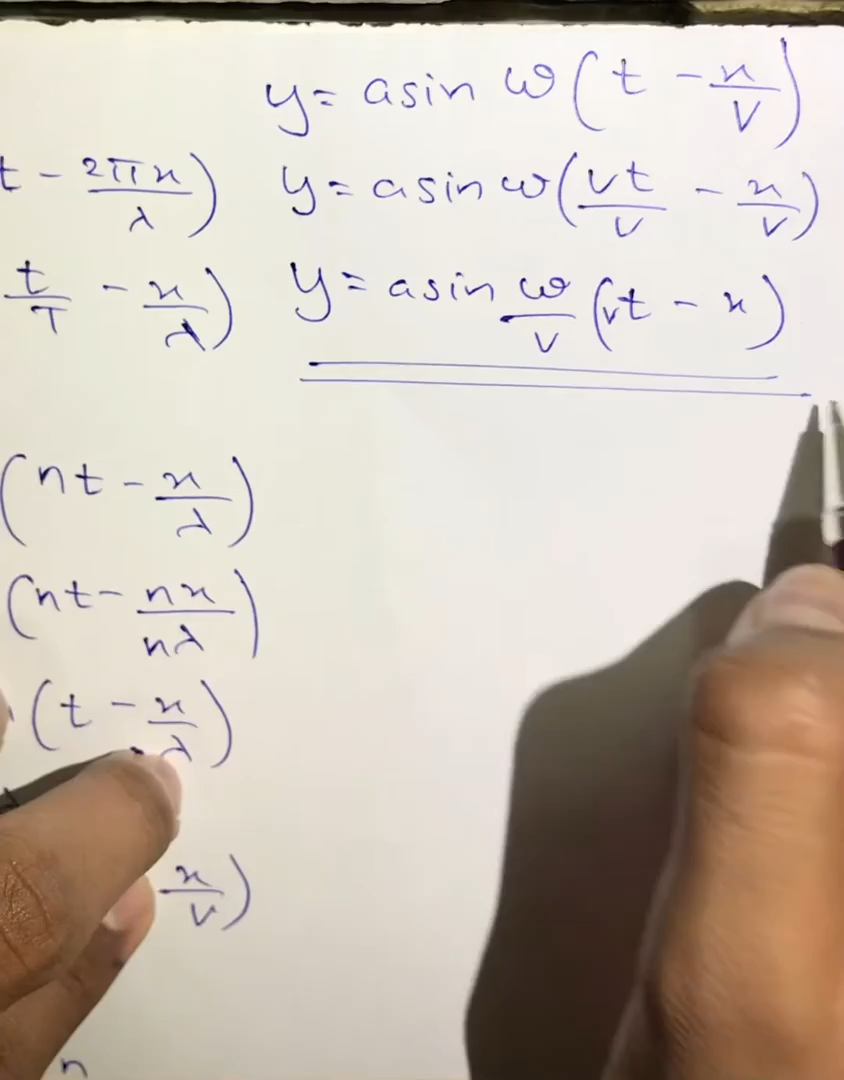 y = a sin ω (t - x/v)
t - 2πx/λ)
y = a sin ω (vt/v - x/v)
t/T - x/λ)
y = a sin ω/v (vt - x)
(nt - x/λ)
(nt - nx/nλ)
(t - x/λ)
x/v)
n